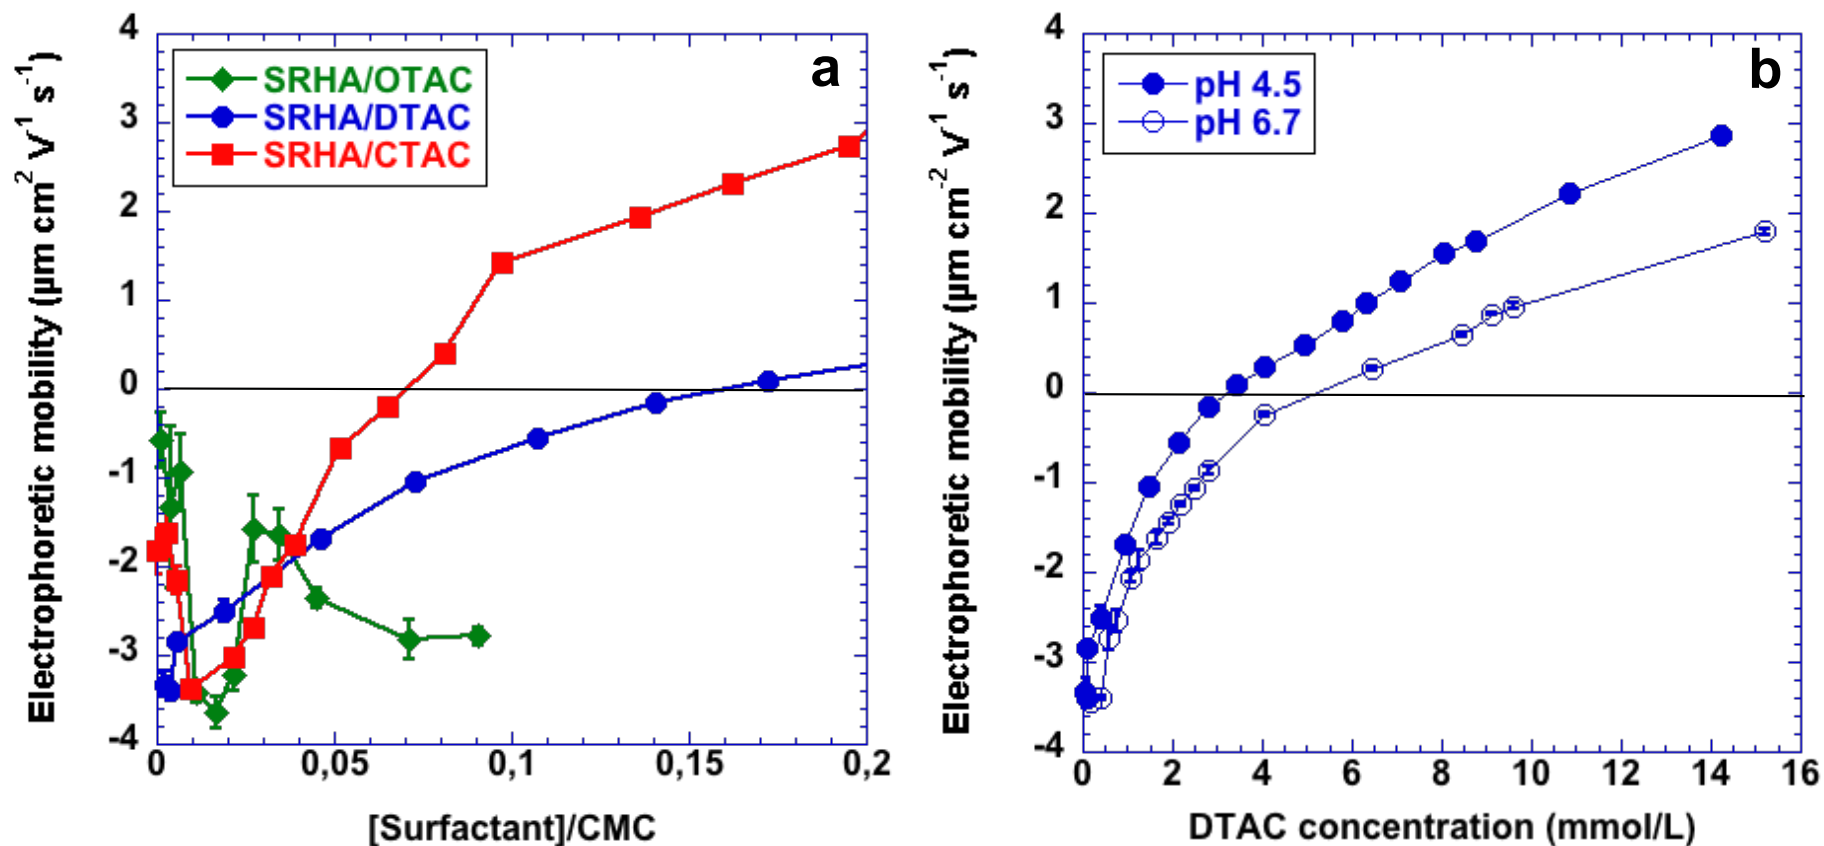 a
SRHA/OTAC
SRHA/DTAC
SRHA/CTAC
Electrophoretic mobility (µm cm² V⁻¹ s⁻¹)
4
3
2
1
0
-1
-2
-3
-4
0 0,05 0,1 0,15 0,2
[Surfactant]/CMC
b
pH 4.5
pH 6.7
Electrophoretic mobility (µm cm⁻² V⁻¹ s⁻¹)
4
3
2
1
0
-1
-2
-3
-4
0 2 4 6 8 10 12 14 16
DTAC concentration (mmol/L)